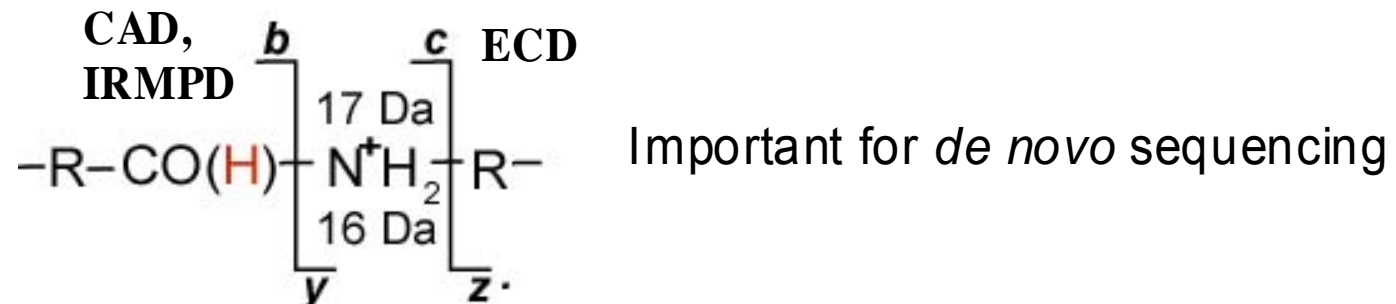 CAD,
IRMPD
b
c
ECD
17 Da
–R–CO(H)–N⁺H₂–R–
16 Da
y
z·
Important for de novo sequencing